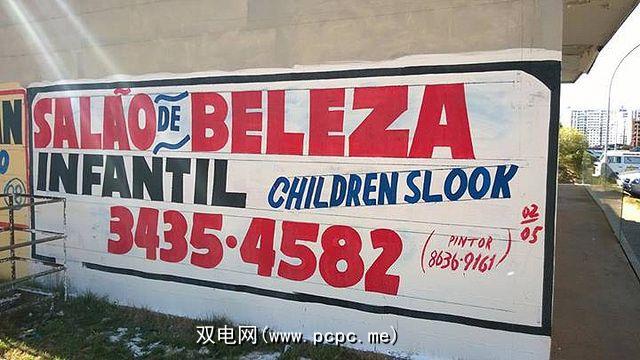 SALÃO DE BELEZA
INFANTIL CHILDREN SLOOK
3435·4582
(PINTOR
8636-9161)
02
05
双电网(www.pcpc.me)